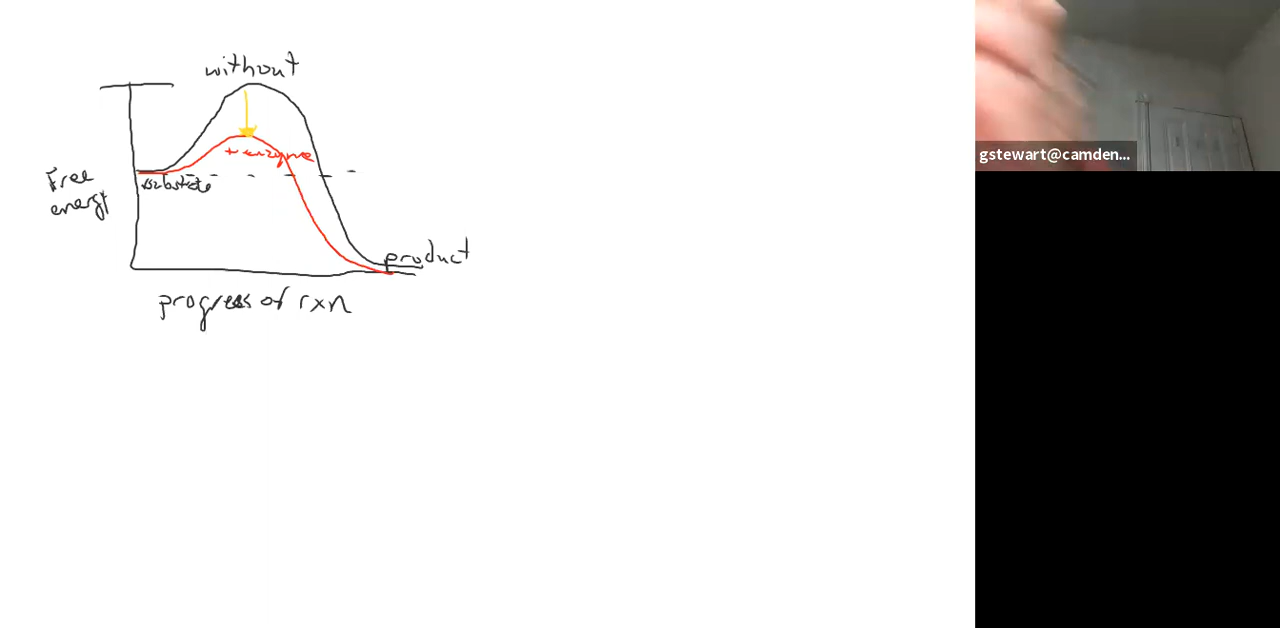 without
+ enzyme
Free
energy
substrate
product
progress of rxn
gstewart@camden...